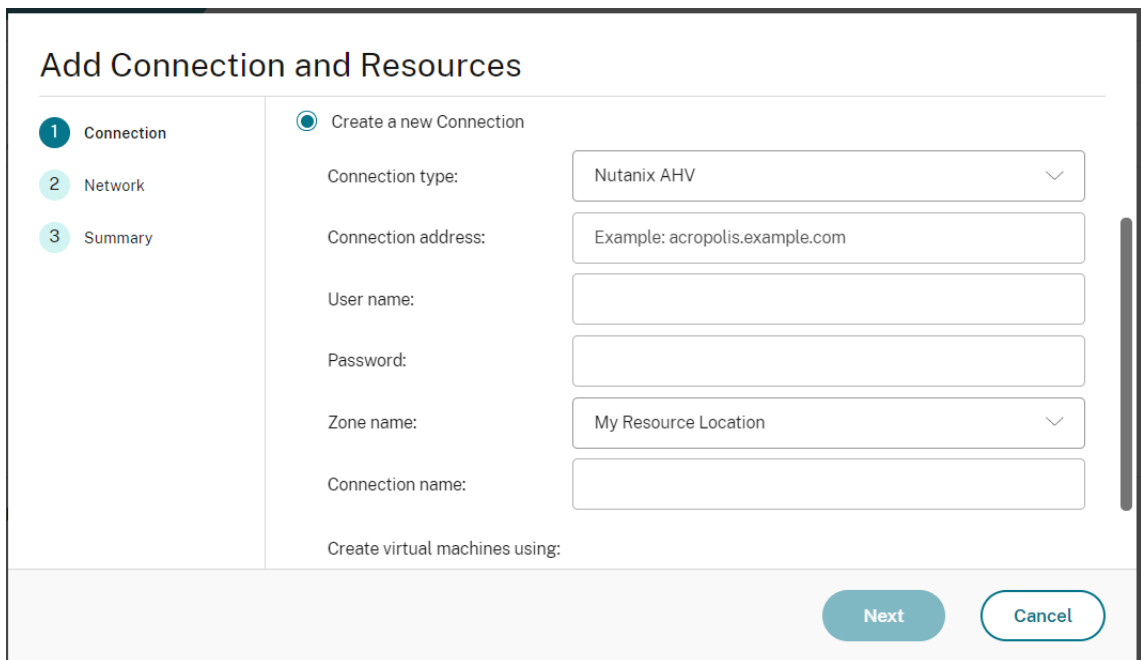 Add Connection and Resources
1 Connection
2 Network
3 Summary
Create a new Connection
Connection type: Nutanix AHV
Connection address: Example: acropolis.example.com
User name:
Password:
Zone name: My Resource Location
Connection name:
Create virtual machines using:
Next Cancel